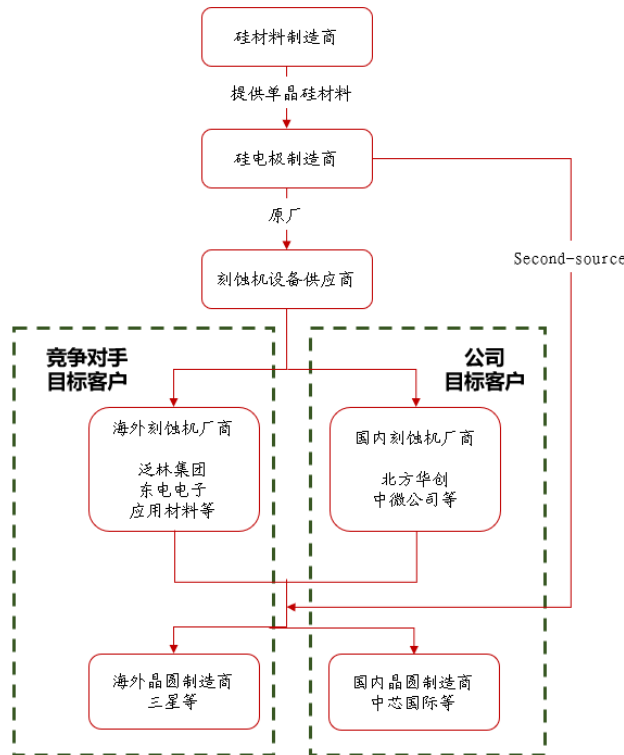 硅材料制造商
提供单晶硅材料
硅电极制造商
原厂
Second-source
刻蚀机设备供应商
竞争对手
目标客户
公司
目标客户
海外刻蚀机厂商
泛林集团
东电电子
应用材料等
国内刻蚀机厂商
北方华创
中微公司等
海外晶圆制造商
三星等
国内晶圆制造商
中芯国际等